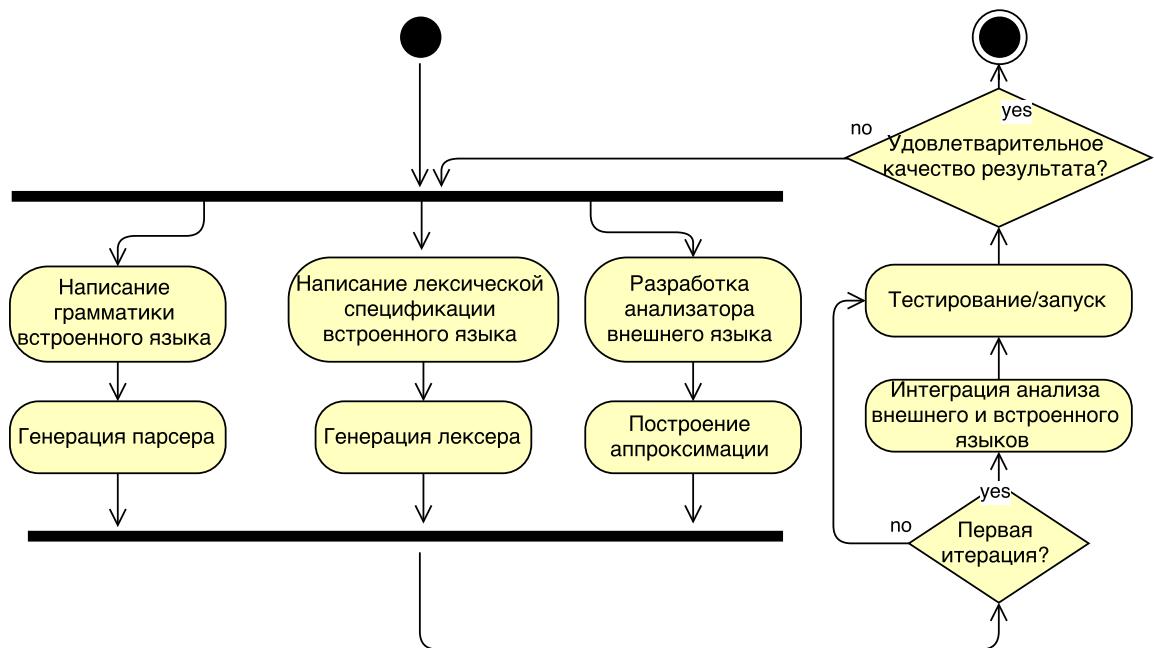 yes
no
Удовлетварительное
качество результата?
Написание
грамматики
встроенного языка
Написание лексической
спецификации
встроенного языка
Разработка
анализатора
внешнего языка
Тестирование/запуск
Генерация парсера
Генерация лексера
Построение
аппроксимации
Интеграция анализа
внешнего и встроенного
языков
yes
no
Первая
итерация?